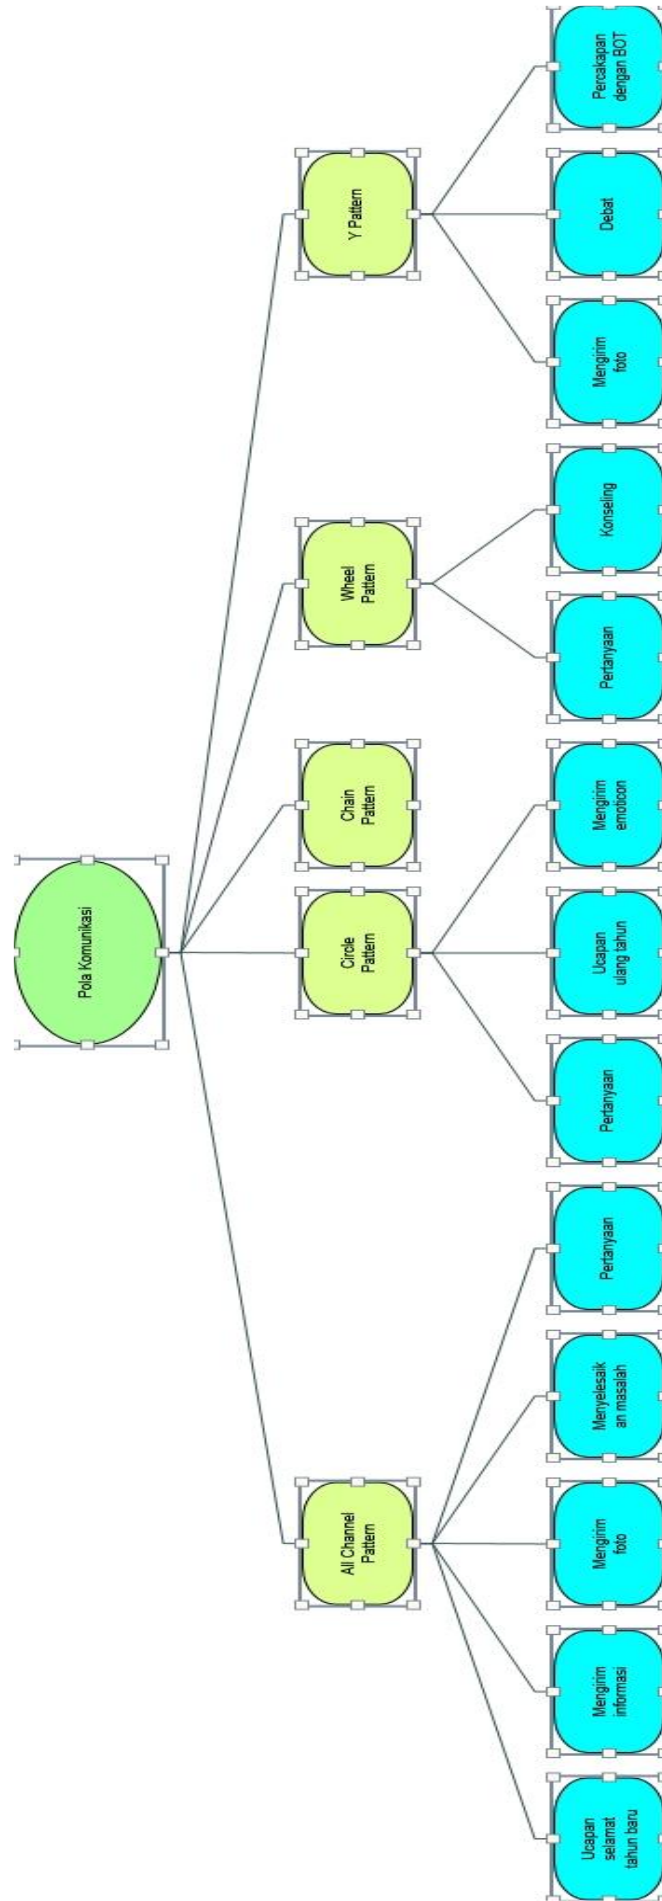 Pola Komunikasi
All Channel
Pattern
Circle
Pattern
Chain
Pattern
Wheel
Pattern
Y Pattern
Ucapan
selamat
tahun baru
Mengirim
informasi
Mengirim
foto
Menyelesaik
an masalah
Pertanyaan
Pertanyaan
Ucapan
ulang tahun
Mengirim
emoticon
Pertanyaan
Konseling
Mengirim
foto
Debat
Percakapan
dengan BOT